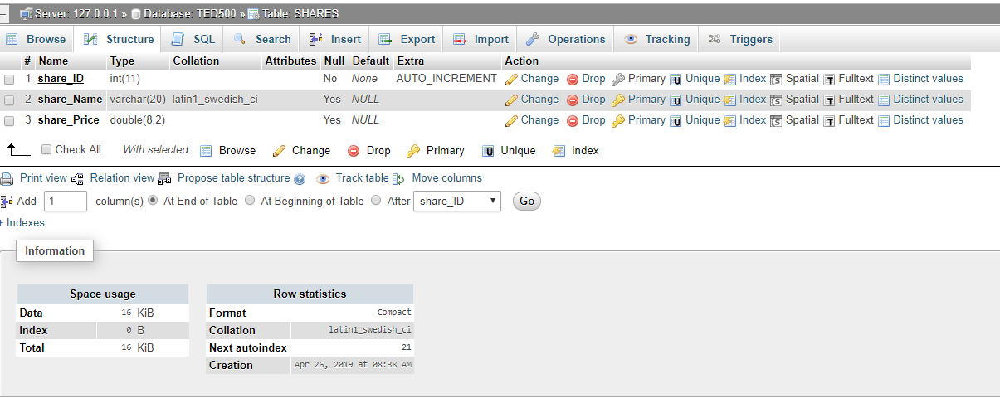 Server: 127.0.0.1 » Database: TED500 » Table: SHARES
Browse Structure SQL Search Insert Export Import Operations Tracking Triggers
# Name Type Collation Attributes Null Default Extra Action
1 share_ID int(11) No None AUTO_INCREMENT Change Drop Primary Unique Index Spatial Fulltext Distinct values
2 share_Name varchar(20) latin1_swedish_ci Yes NULL Change Drop Primary Unique Index Spatial Fulltext Distinct values
3 share_Price double(8,2) Yes NULL Change Drop Primary Unique Index Spatial Fulltext Distinct values
Check All With selected: Browse Change Drop Primary Unique Index
Print view Relation view Propose table structure Track table Move columns
Add 1 column(s) At End of Table At Beginning of Table After share_ID Go
+ Indexes
Information
Space usage
Data 16 KiB
Index 0 B
Total 16 KiB
Row statistics
Format Compact
Collation latin1_swedish_ci
Next autoindex 21
Creation Apr 26, 2019 at 08:38 AM